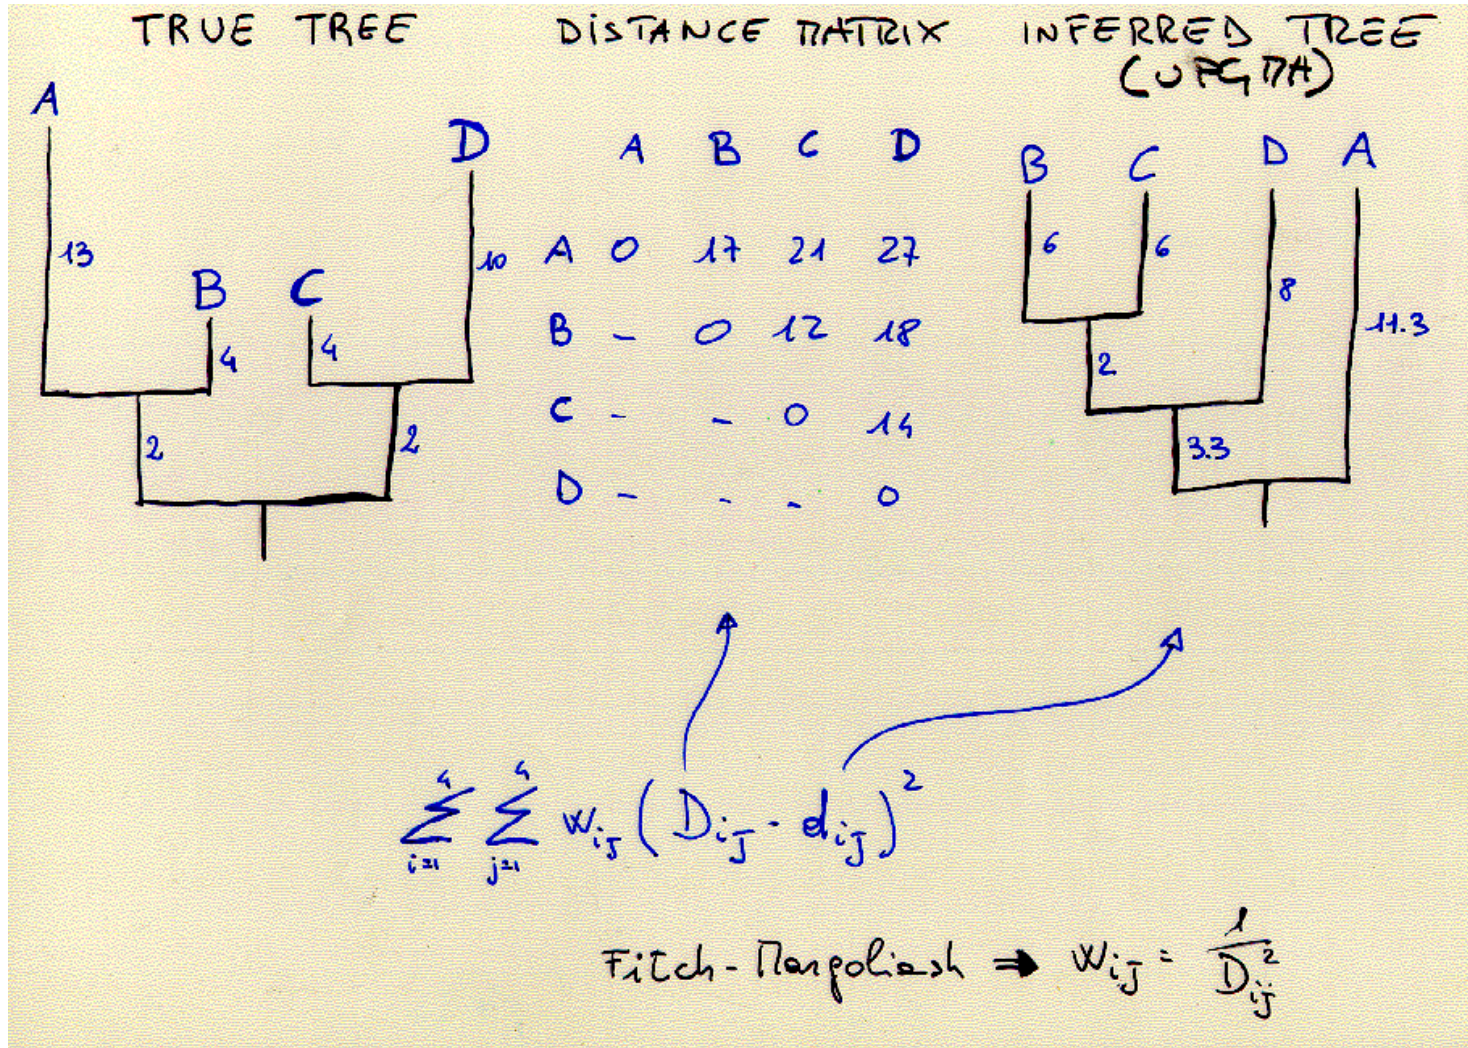 TRUE TREE DISTANCE MATRIX INFERRED TREE
(UPGMA)
A
D
B C
13
4
4
10
2
2
A B C D
A 0 17 21 27
B - 0 12 18
C - - 0 14
D - - - 0
B C D A
6
6
8
11.3
2
3.3
4 4
∑ ∑ wij (Dij - dij)²
i=1 j=1
Fitch-Margoliash ⇒ wij = 1/Dij²